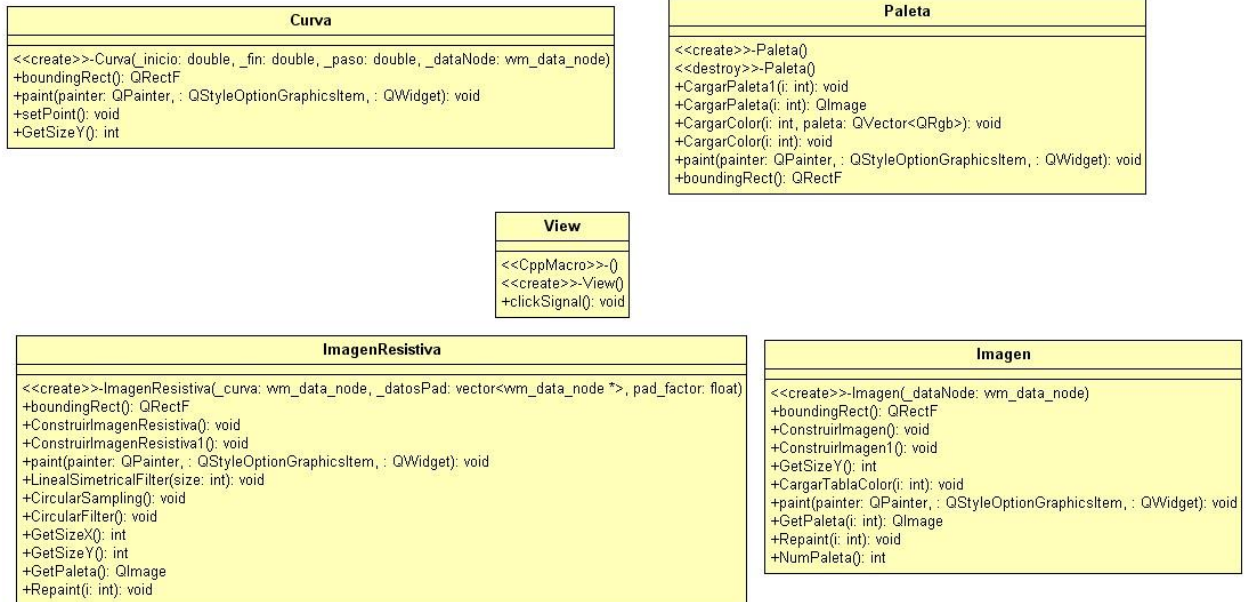 Curva
<<create>>-Curva(_inicio: double, _fin: double, _paso: double, _dataNode: wm_data_node)
+boundingRect(): QRectF
+paint(painter: QPainter, : QStyleOptionGraphicsItem, : QWidget): void
+setPoint(): void
+GetSizeY(): int
Paleta
<<create>>-Paleta()
<<destroy>>-Paleta()
+CargarPaleta1(i: int): void
+CargarPaleta(i: int): QImage
+CargarColor(i: int, paleta: QVector<QRgb>): void
+CargarColor(i: int): void
+paint(painter: QPainter, : QStyleOptionGraphicsItem, : QWidget): void
+boundingRect(): QRectF
View
<<CppMacro>>-()
<<create>>-View()
+clickSignal(): void
ImagenResistiva
<<create>>-ImagenResistiva(_curva: wm_data_node, _datosPad: vector<wm_data_node *>, pad_factor: float)
+boundingRect(): QRectF
+ConstruirImagenResistiva(): void
+ConstruirImagenResistiva1(): void
+paint(painter: QPainter, : QStyleOptionGraphicsItem, : QWidget): void
+LinealSimetricalFilter(size: int): void
+CircularSampling(): void
+CircularFilter(): void
+GetSizeX(): int
+GetSizeY(): int
+GetPaleta(): QImage
+Repaint(i: int): void
Imagen
<<create>>-Imagen(_dataNode: wm_data_node)
+boundingRect(): QRectF
+ConstruirImagen(): void
+ConstruirImagen1(): void
+GetSizeY(): int
+CargarTablaColor(i: int): void
+paint(painter: QPainter, : QStyleOptionGraphicsItem, : QWidget): void
+GetPaleta(i: int): QImage
+Repaint(i: int): void
+NumPaleta(): int